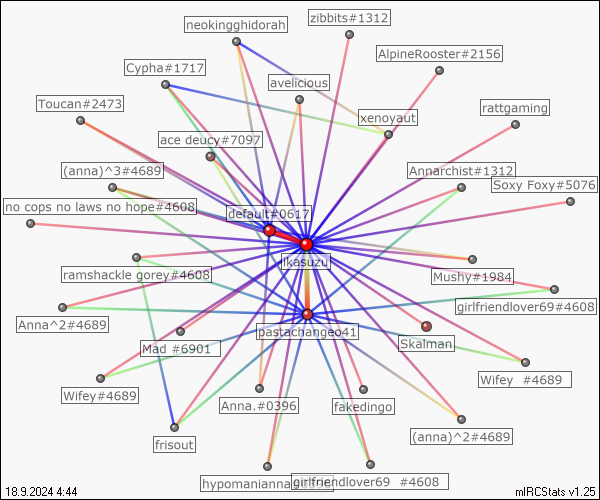 zibbits#1312
neokingghidorah
AlpineRooster#2156
Cypha#1717
avelicious
Toucan#2473
xenoyaut
rattgaming
ace deucy#7097
(anna)^3#4689
Annarchist#1312
Soxy Foxy#5076
no cops no laws no hope#4608
default#0617
ikasuzu
ramshackle gorey#4608
Mushy#1984
girlfriendlover69#4608
Anna^2#4689
pastachangeo41
Mad #6901
Skalman
Wifey #4689
Wifey#4689
Anna.#0396
fakedingo
(anna)^2#4689
frisout
hypomanianna
girlfriendlover69 #4608
18.9.2024 4:44
mIRCStats v1.25